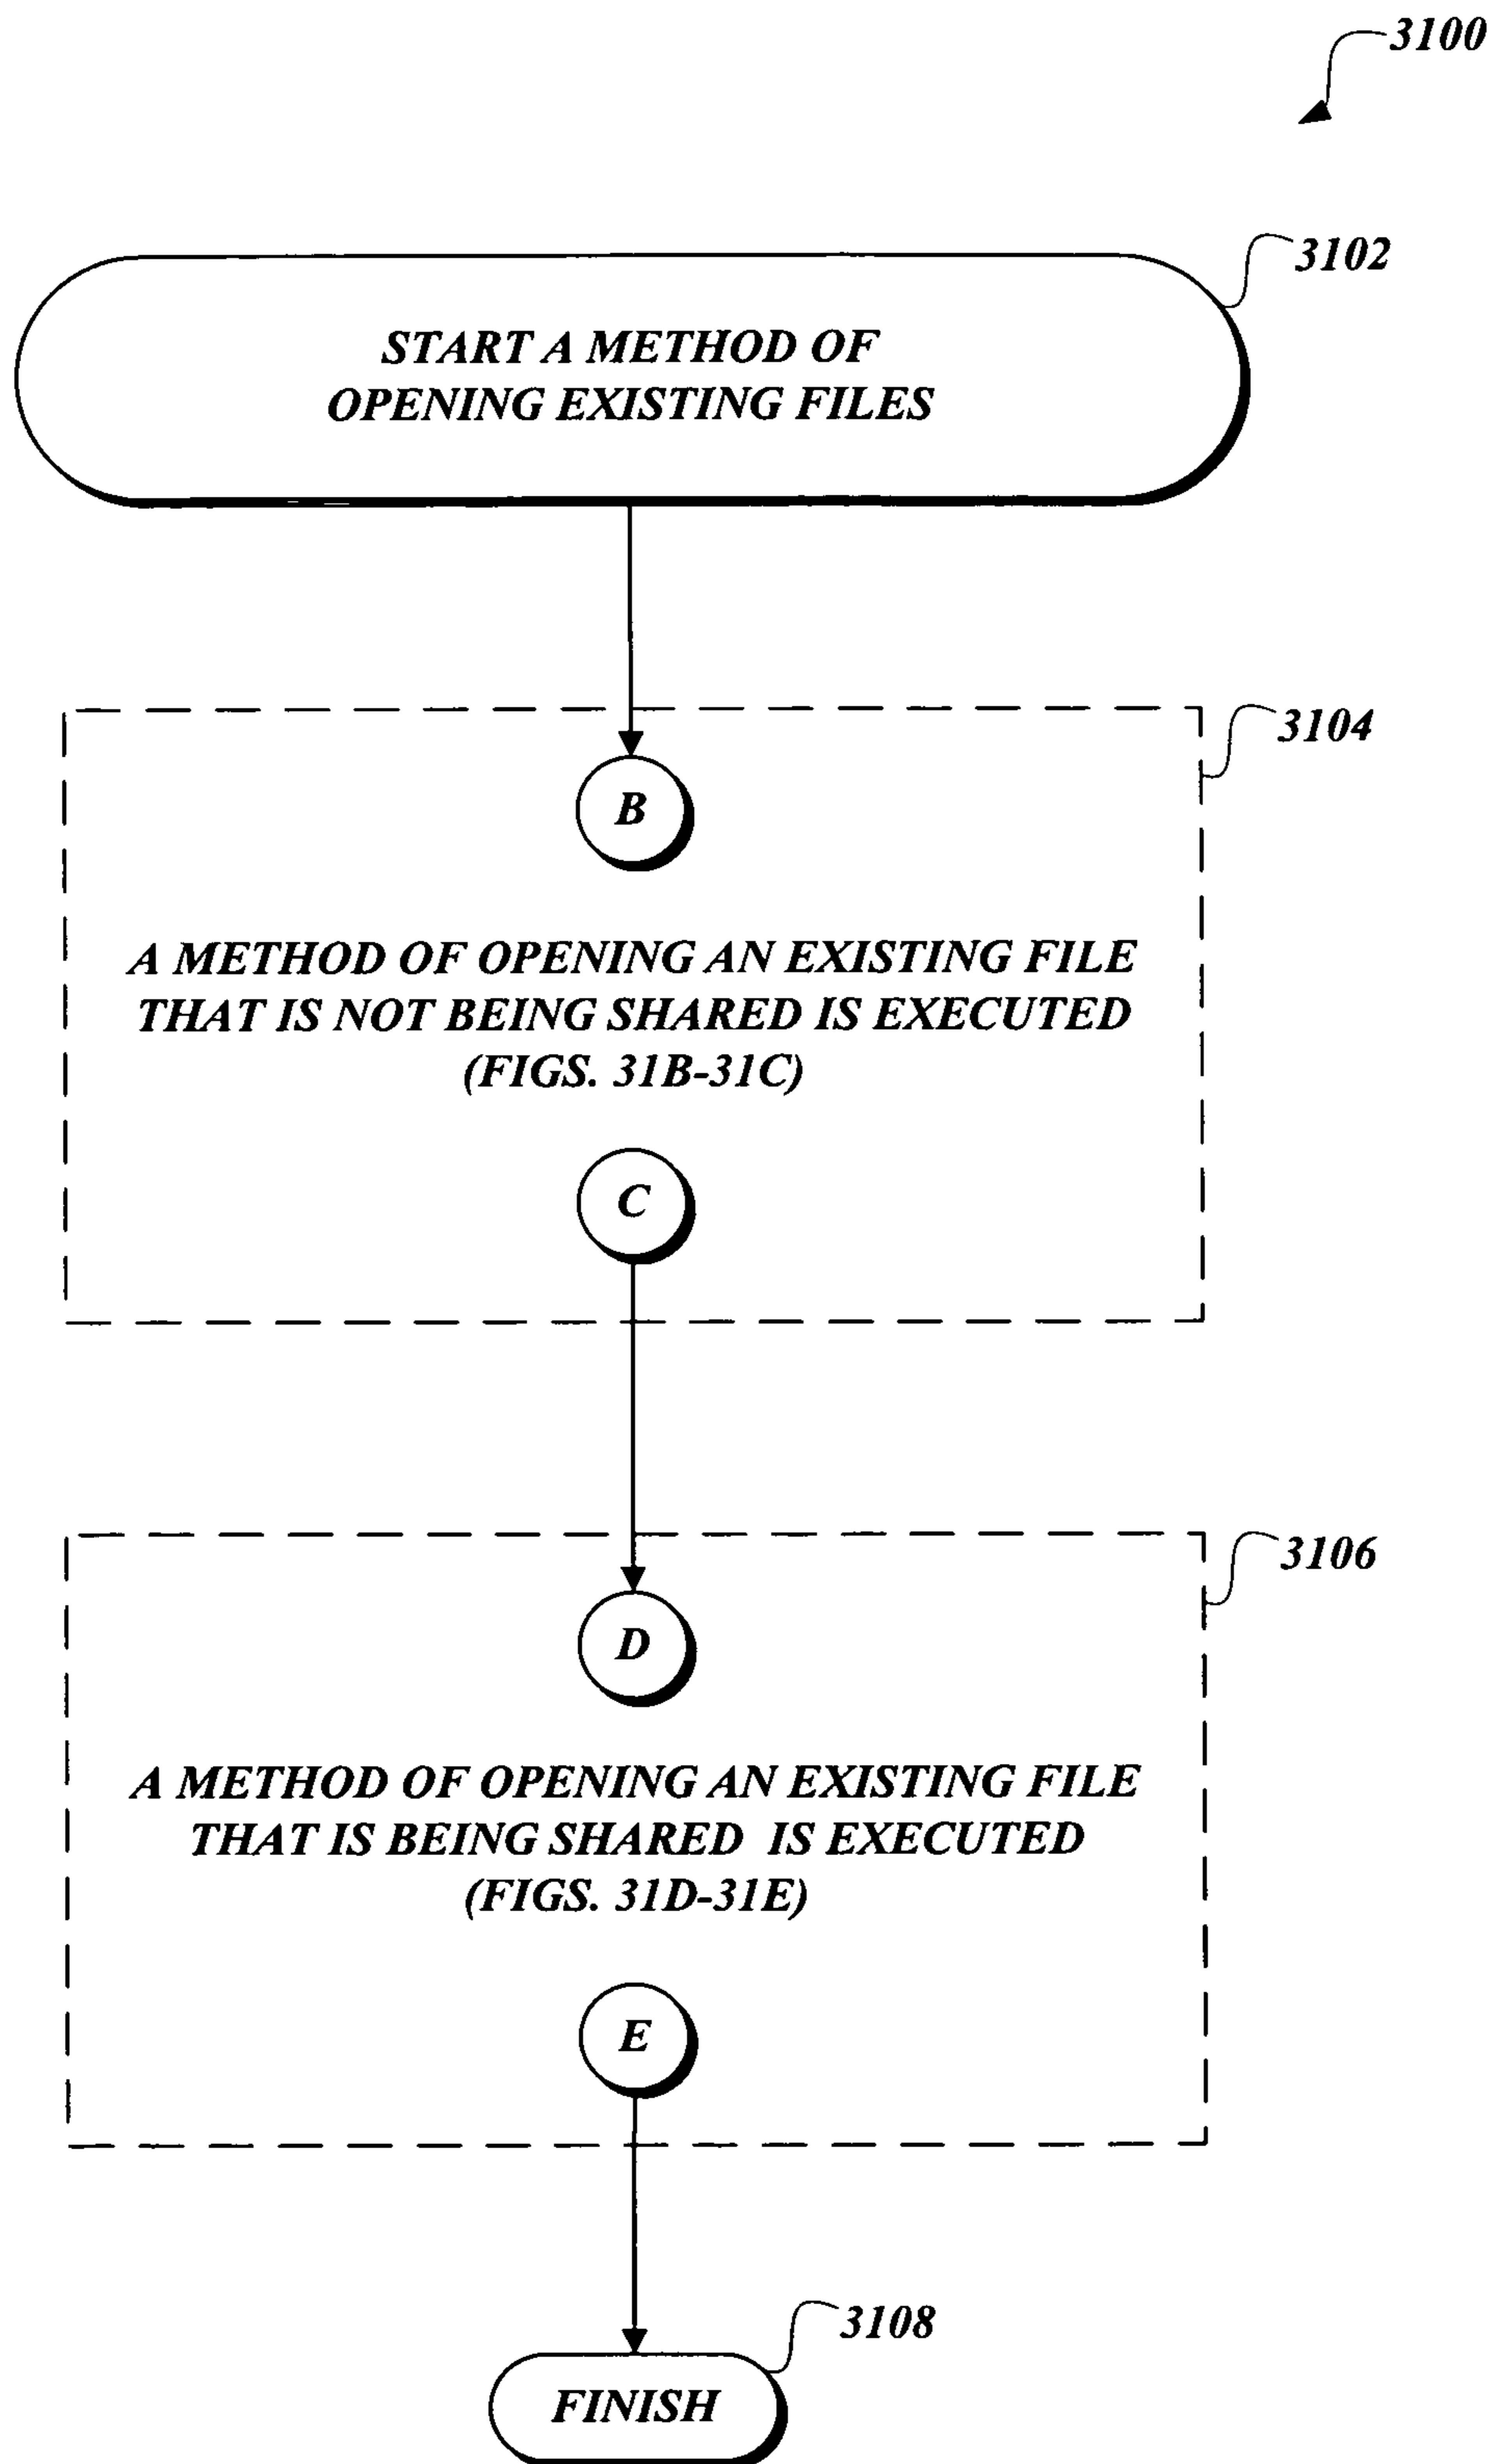 3100
3102
START A METHOD OF
OPENING EXISTING FILES
3104
B
A METHOD OF OPENING AN EXISTING FILE
THAT IS NOT BEING SHARED IS EXECUTED
(FIGS. 31B-31C)
C
3106
D
A METHOD OF OPENING AN EXISTING FILE
THAT IS BEING SHARED IS EXECUTED
(FIGS. 31D-31E)
E
3108
FINISH